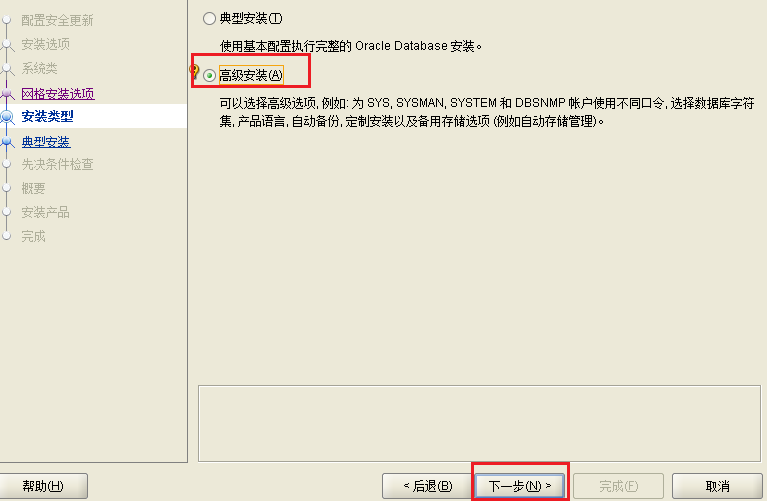 配置安全更新
安装选项
系统类
网格安装选项
安装类型
典型安装
先决条件检查
概要
安装产品
完成
典型安装(T)
使用基本配置执行完整的 Oracle Database 安装。
高级安装(A)
可以选择高级选项, 例如: 为 SYS, SYSMAN, SYSTEM 和 DBSNMP 帐户使用不同口令, 选择数据库字符
集, 产品语言, 自动备份, 定制安装以及备用存储选项 (例如自动存储管理)。
帮助(H)
< 后退(B)
下一步(N) >
完成(F)
取消